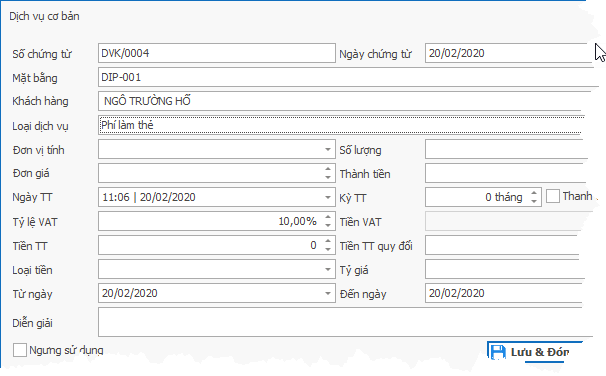 Dịch vụ cơ bản
Số chứng từ DVK/0004 Ngày chứng từ 20/02/2020
Mặt bằng DIP-001
Khách hàng NGÔ TRƯỜNG HỔ
Loại dịch vụ Phí làm thẻ
Đơn vị tính Số lượng
Đơn giá Thành tiền
Ngày TT 11:06 | 20/02/2020 Kỳ TT 0 tháng Thanh
Tỷ lệ VAT 10,00% Tiền VAT
Tiền TT 0 Tiền TT quy đổi
Loại tiền Tỷ giá
Từ ngày 20/02/2020 Đến ngày 20/02/2020
Diễn giải
Ngưng sử dụng Lưu &